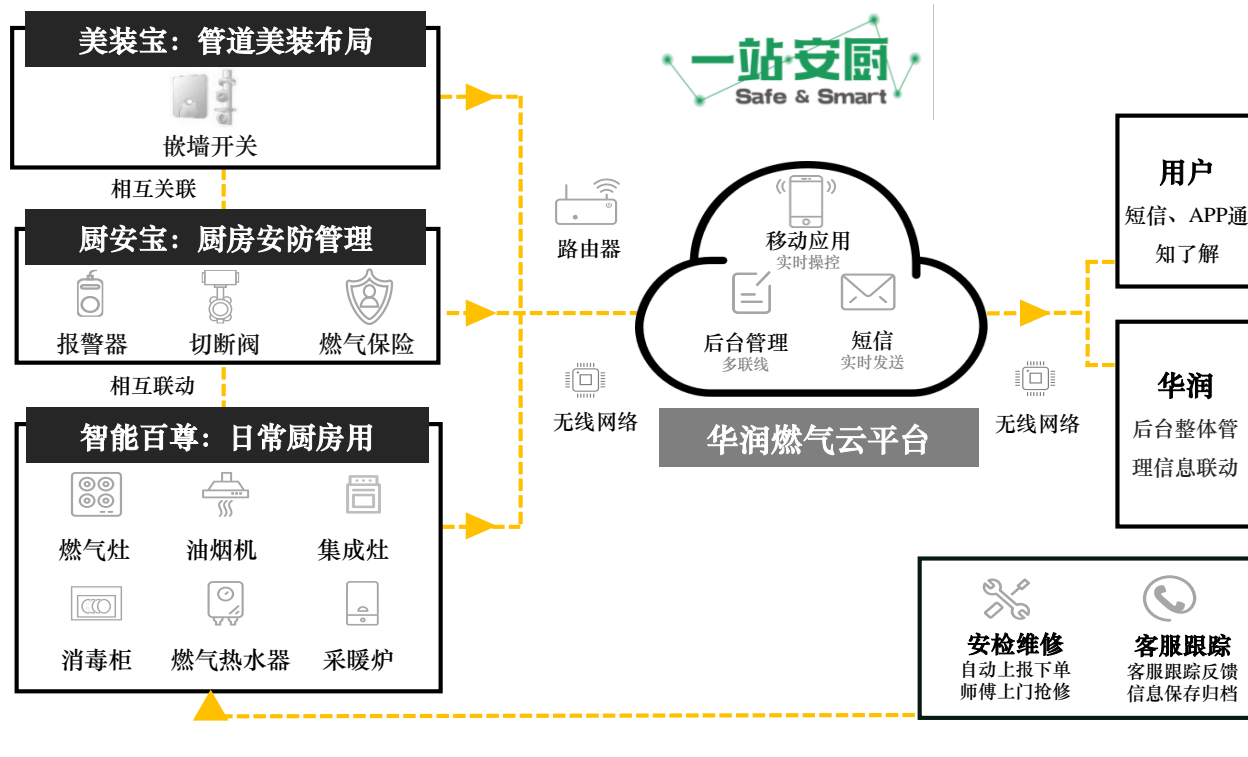 美装宝：管道美装布局
嵌墙开关
相互关联
厨安宝：厨房安防管理
报警器
切断阀
燃气保险
相互联动
智能百尊：日常厨房用
燃气灶
油烟机
集成灶
消毒柜
燃气热水器
采暖炉
一站安厨
Safe & Smart
路由器
无线网络
移动应用
实时操控
后台管理
多联线
短信
实时发送
华润燃气云平台
无线网络
用户
短信、APP通
知了解
华润
后台整体管
理信息联动
安检维修
自动上报下单
师傅上门抢修
客服跟踪
客服跟踪反馈
信息保存归档